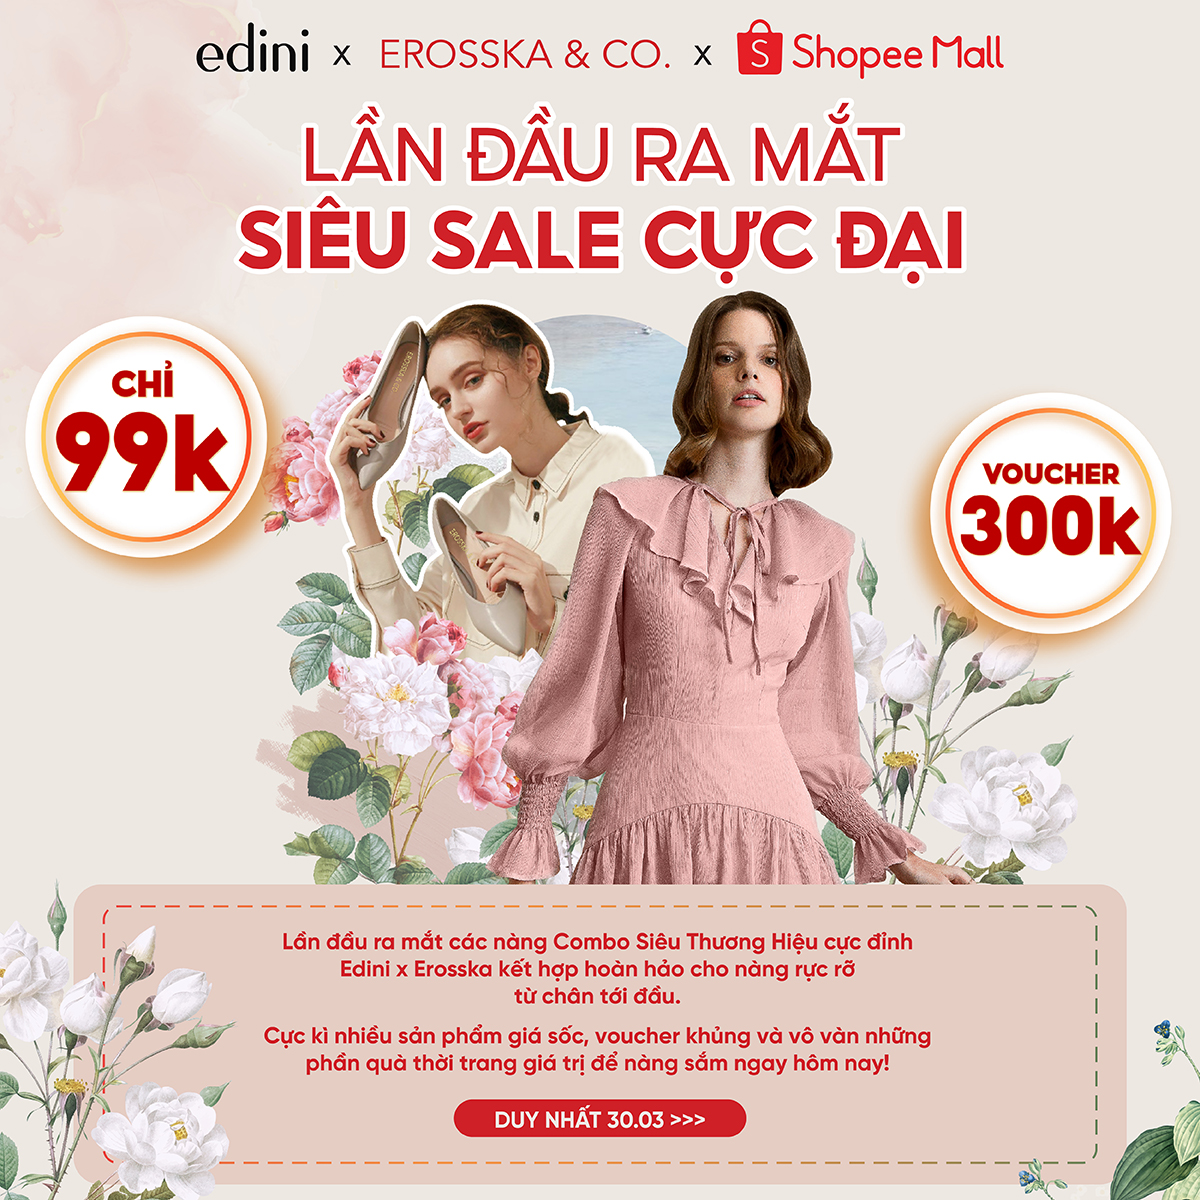 edini x EROSSKA & CO. x S Shopee Mall
LẦN ĐẦU RA MẮT
SIÊU SALE CỰC ĐẠI
CHỈ
99k
VOUCHER
300k
EROSSKA
Lần đầu ra mắt các nàng Combo Siêu Thương Hiệu cực đỉnh
Edini x Erosska kết hợp hoàn hảo cho nàng rực rỡ
từ chân tới đầu.
Cực kì nhiều sản phẩm giá sốc, voucher khủng và vô vàn những
phần quà thời trang giá trị để nàng sắm ngay hôm nay!
DUY NHẤT 30.03 >>>